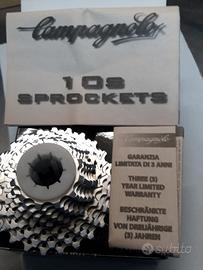 Campagnolo
10S
SPROCKETS
Campagnolo
GARANZIA
LIMITATA DI 3 ANNI
THREE (3)
YEAR LIMITED
WARRANTY
BESCHRÄNKTE
HAFTUNG
VON DREIJÄHRIGE
(3) JAHREN
subito